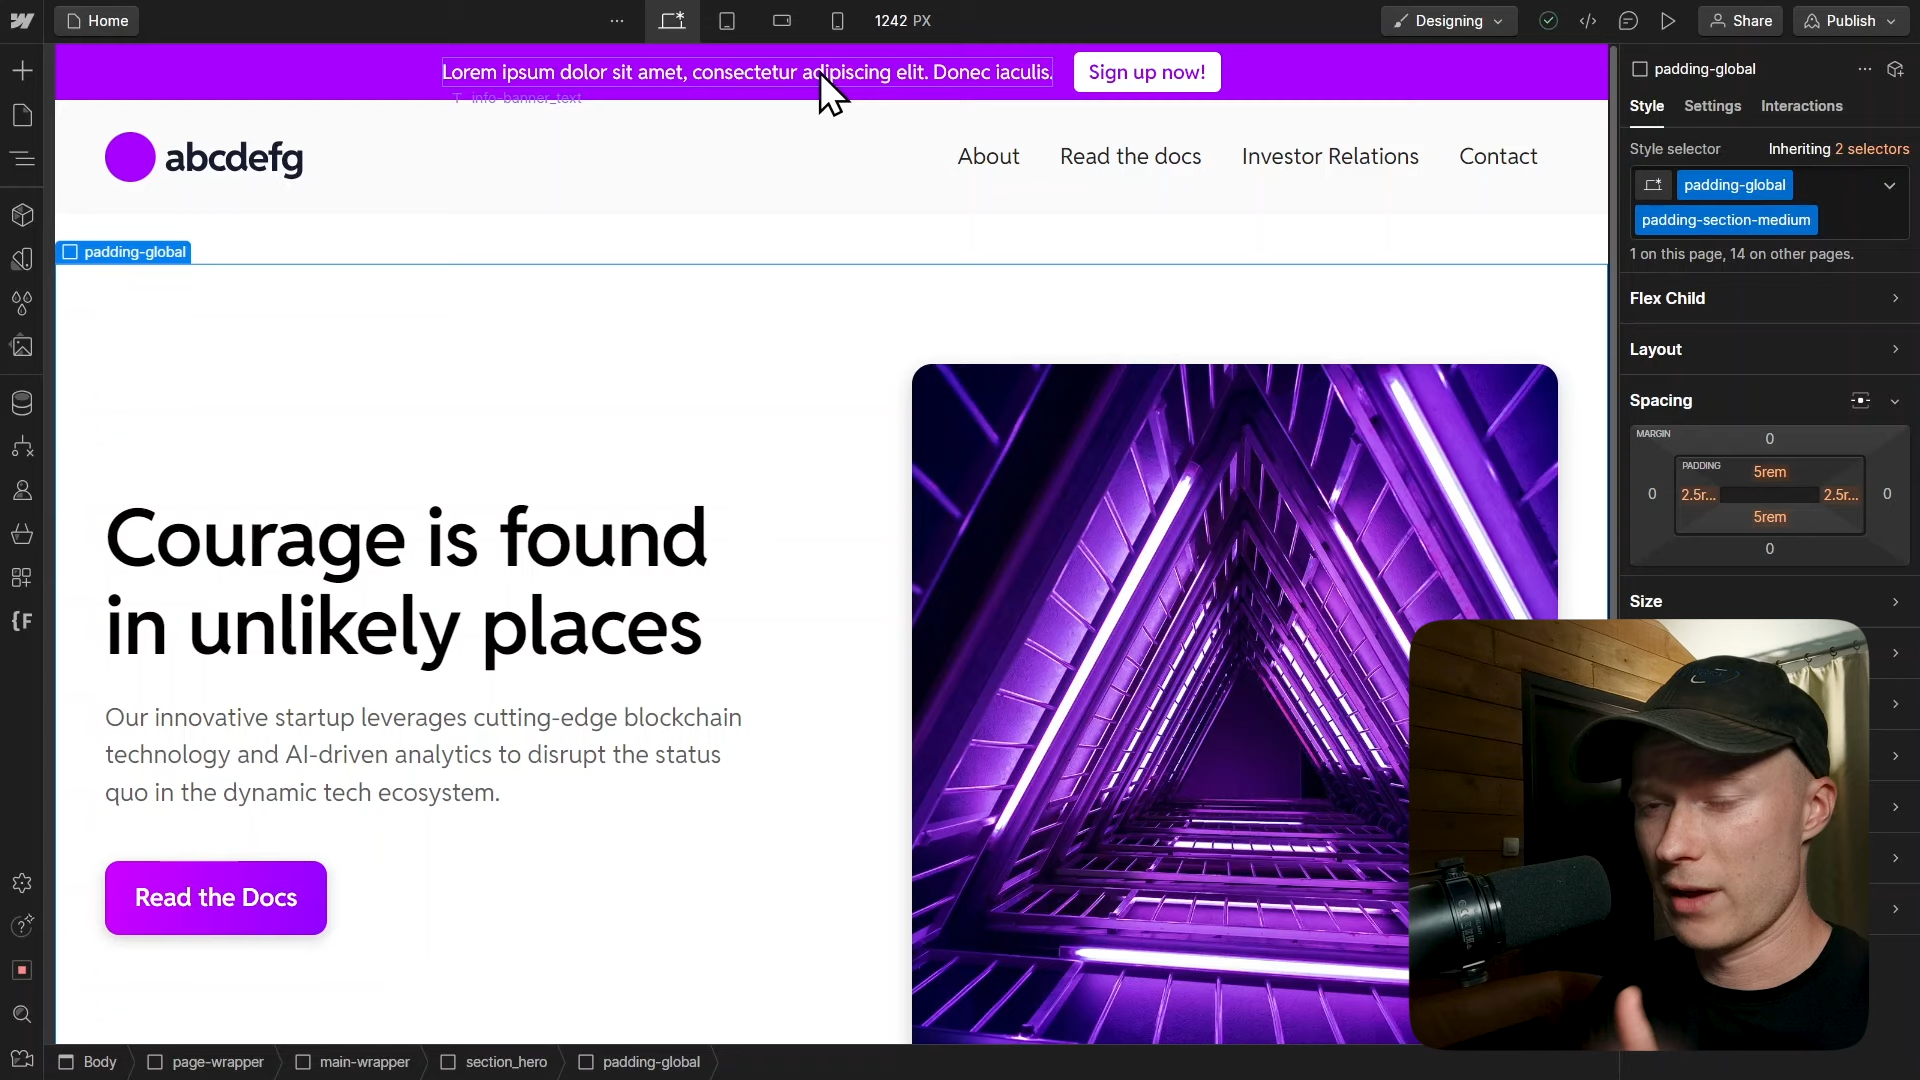 Home
1242 PX
Designing
Share
Publish
Lorem ipsum dolor sit amet, consectetur adipiscing elit. Donec iaculis.
Sign up now!
info-banner_text
abcdefg
About
Read the docs
Investor Relations
Contact
padding-global
Courage is found
in unlikely places
Our innovative startup leverages cutting-edge blockchain
technology and AI-driven analytics to disrupt the status
quo in the dynamic tech ecosystem.
Read the Docs
padding-global
Style
Settings
Interactions
Style selector
Inheriting 2 selectors
padding-global
padding-section-medium
1 on this page, 14 on other pages.
Flex Child
Layout
Spacing
MARGIN
0
PADDING
5rem
0
2.5r...
2.5r...
0
5rem
0
Size
Body
page-wrapper
main-wrapper
section_hero
padding-global